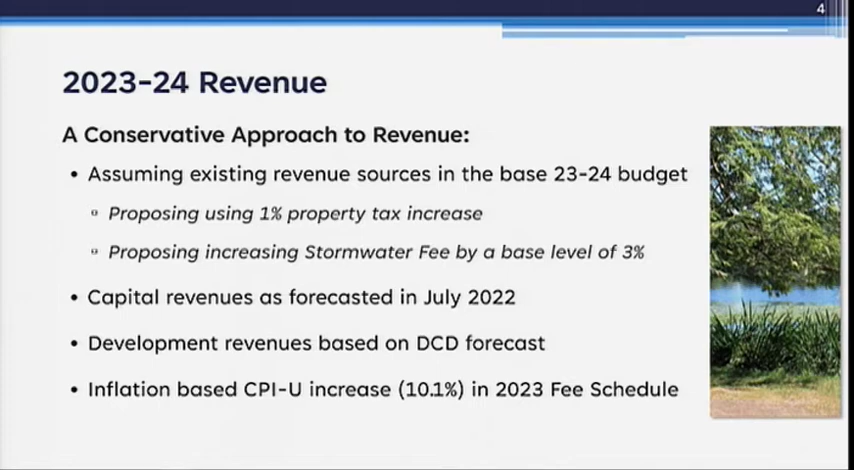 4
2023-24 Revenue
A Conservative Approach to Revenue:
• Assuming existing revenue sources in the base 23-24 budget
▫ Proposing using 1% property tax increase
▫ Proposing increasing Stormwater Fee by a base level of 3%
• Capital revenues as forecasted in July 2022
• Development revenues based on DCD forecast
• Inflation based CPI-U increase (10.1%) in 2023 Fee Schedule